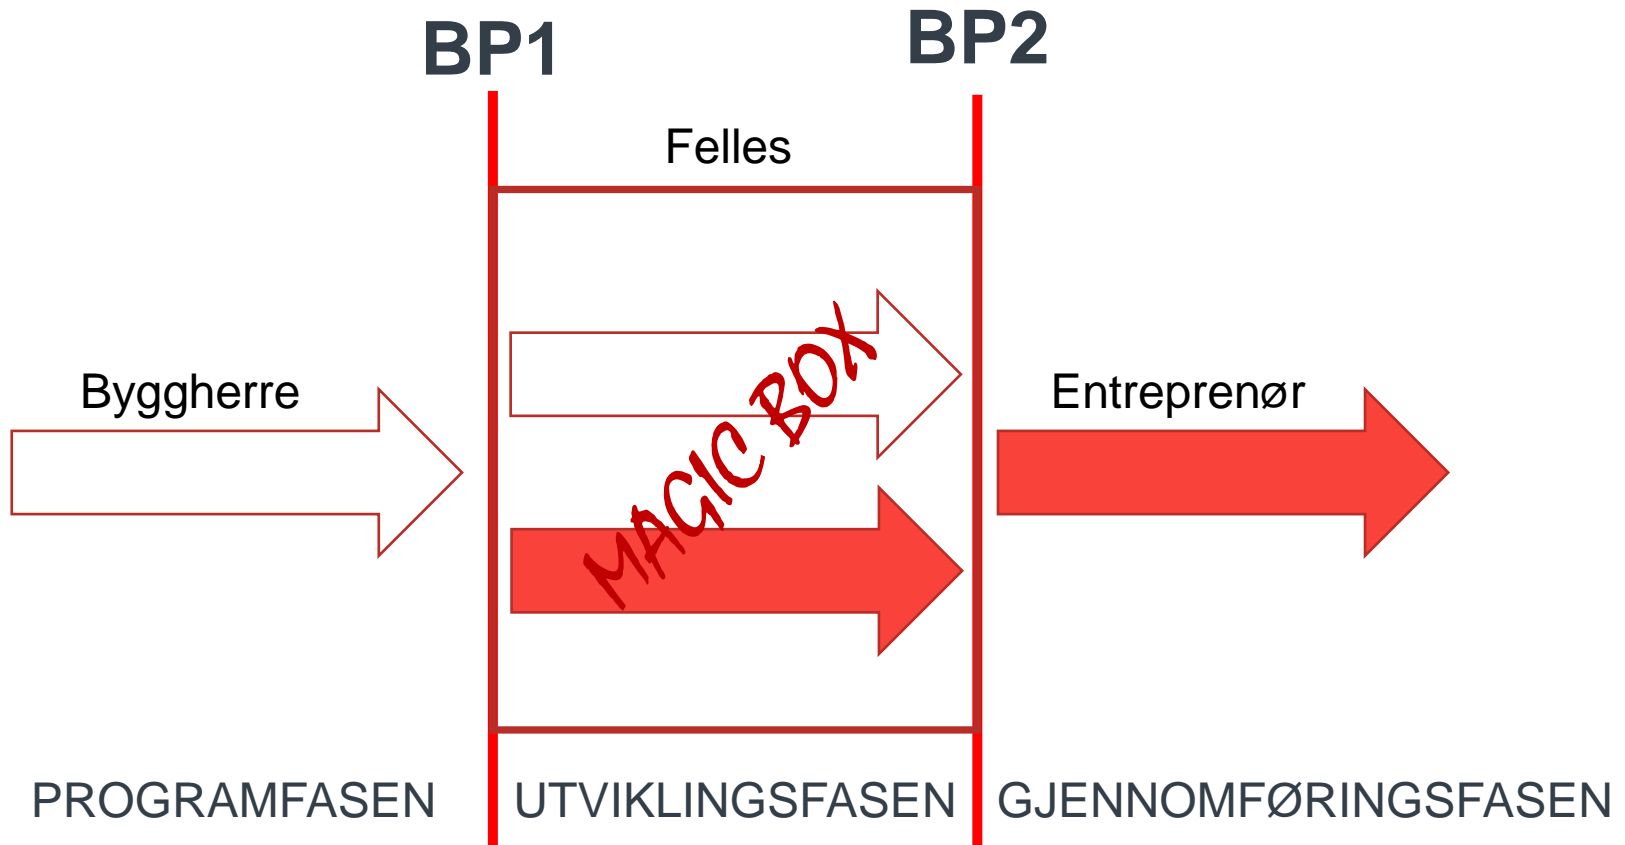 BP1
BP2
Felles
Byggherre
MAGIC BOX
Entreprenør
PROGRAMFASEN
UTVIKLINGSFASEN
GJENNOMFØRINGSFASEN